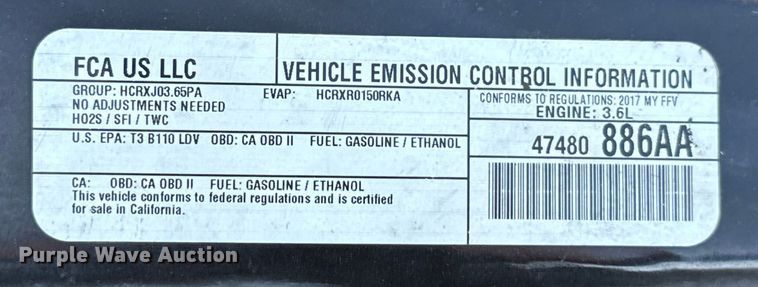 FCA US LLC
VEHICLE EMISSION CONTROL INFORMATION
GROUP: HCRXJ03.65PA EVAP: HCRXR0150RKA
NO ADJUSTMENTS NEEDED
HO2S / SFI / TWC
CONFORMS TO REGULATIONS: 2017 MY FFV
ENGINE: 3.6L
U.S. EPA: T3 B110 LDV OBD: CA OBD II FUEL: GASOLINE / ETHANOL
47480 886AA
CA: OBD: CA OBD II FUEL: GASOLINE / ETHANOL
This vehicle conforms to federal regulations and is certified
for sale in California.
Purple Wave Auction